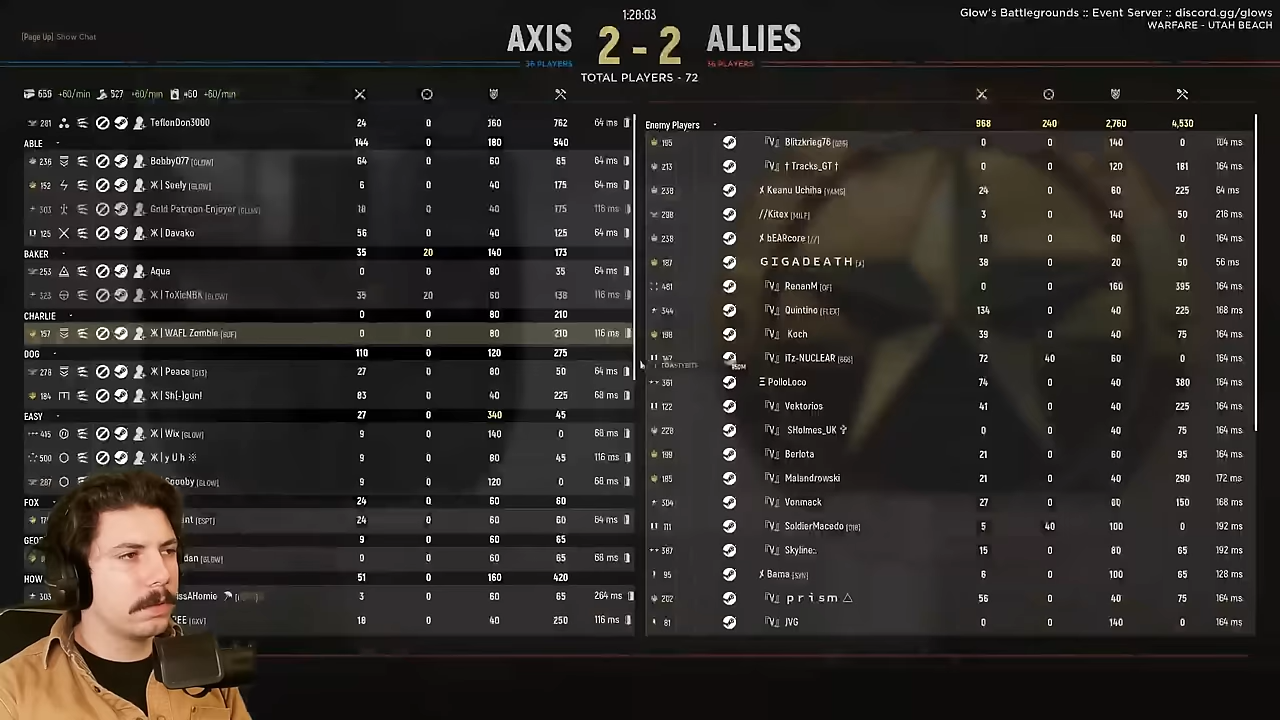 1:28:03
Glow's Battlegrounds :: Event Server :: discord.gg/glows
WARFARE - UTAH BEACH
[Page Up] Show Chat
AXIS 2 - 2 ALLIES
36 PLAYERS 36 PLAYERS
TOTAL PLAYERS - 72
659 +60/min 527 +60/min +60/min
281 TeflonDon3000 24 0 160 762 64 ms
ABLE 144 0 180 540
236 Bobby077 [GLOW] 64 0 60 65 64 ms
152 Ж | Suely [GLOW] 6 0 40 175 64 ms
303 Gold Patreon Enjoyer [GLOW] 18 0 40 175 116 ms
125 Ж | Davako 56 0 40 125 64 ms
BAKER 35 20 140 173
253 Aqua 0 0 80 35 64 ms
323 ToXicNBK [GLOW] 35 20 60 138 116 ms
CHARLIE 0 0 80 210
157 Ж | WAFL Zombie 0 0 80 210 116 ms
DOG 110 0 120 275
278 Ж | Peaco [G13] 27 0 80 50 64 ms
184 Ж | Sh[-]gun! 83 0 40 225 68 ms
EASY 27 0 340 45
415 Ж | Wix [GLOW] 9 0 140 0 68 ms
500 Ж | y U h 9 0 80 45 116 ms
287 [GLOW] 9 0 120 0 68 ms
FOX 24 0 60 60
[ESPT] 24 0 60 60 64 ms
9 0 60 65
dan [GLOW] 0 0 60 65 68 ms
HOW 51 0 160 420
303 issAHomie 3 0 60 65 264 ms
[GXV] 18 0 40 250 116 ms
Enemy Players 968 240 2,760 4,530
195 Blitzkrieg76 0 0 140 0 104 ms
213 † Tracks_GT † 0 0 120 181 164 ms
238 Keanu Uchiha [YAMS] 24 0 60 225 64 ms
288 //Kitex [MILF] 3 0 140 50 216 ms
238 bEARcore [//] 18 0 60 0 164 ms
187 GIGADEATH 38 0 20 50 56 ms
481 RenanM [OF] 0 0 160 395 164 ms
344 Quintino [FLEX] 134 0 40 225 168 ms
198 Koch 39 0 40 75 164 ms
147 iTz-NUCLEAR [666] 72 40 60 0 164 ms
361 Ξ PolloLoco 74 0 40 380 164 ms
122 Vektorios 41 0 40 225 168 ms
228 SHolmes_UK 0 0 40 75 164 ms
199 Berlota 21 0 60 95 164 ms
185 Malandrowski 21 0 40 290 172 ms
304 Vonmack 27 0 60 150 168 ms
111 SoldierMacedo 5 40 100 0 192 ms
387 Skyline:. 15 0 80 65 192 ms
95 Bama [SYN] 6 0 100 65 128 ms
202 prism △ 56 0 40 75 164 ms
81 JVG 0 0 140 0 164 ms